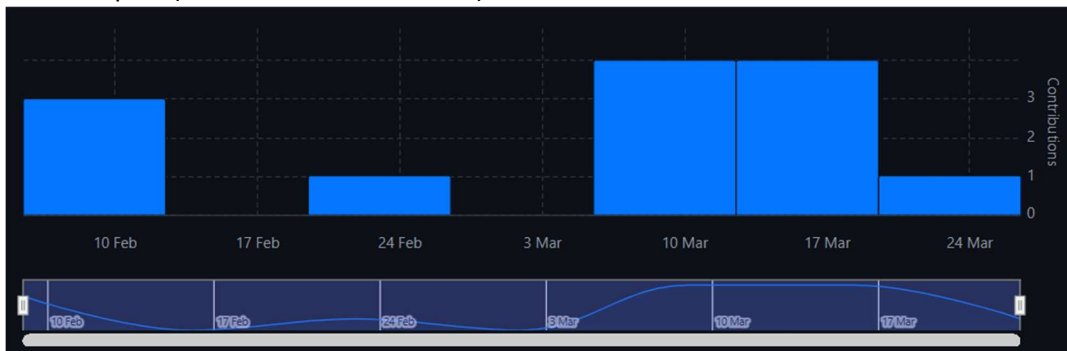 3
2
1
0
Contributions
10 Feb
17 Feb
24 Feb
3 Mar
10 Mar
17 Mar
24 Mar
10 Feb
17 Feb
24 Feb
3 Mar
10 Mar
17 Mar